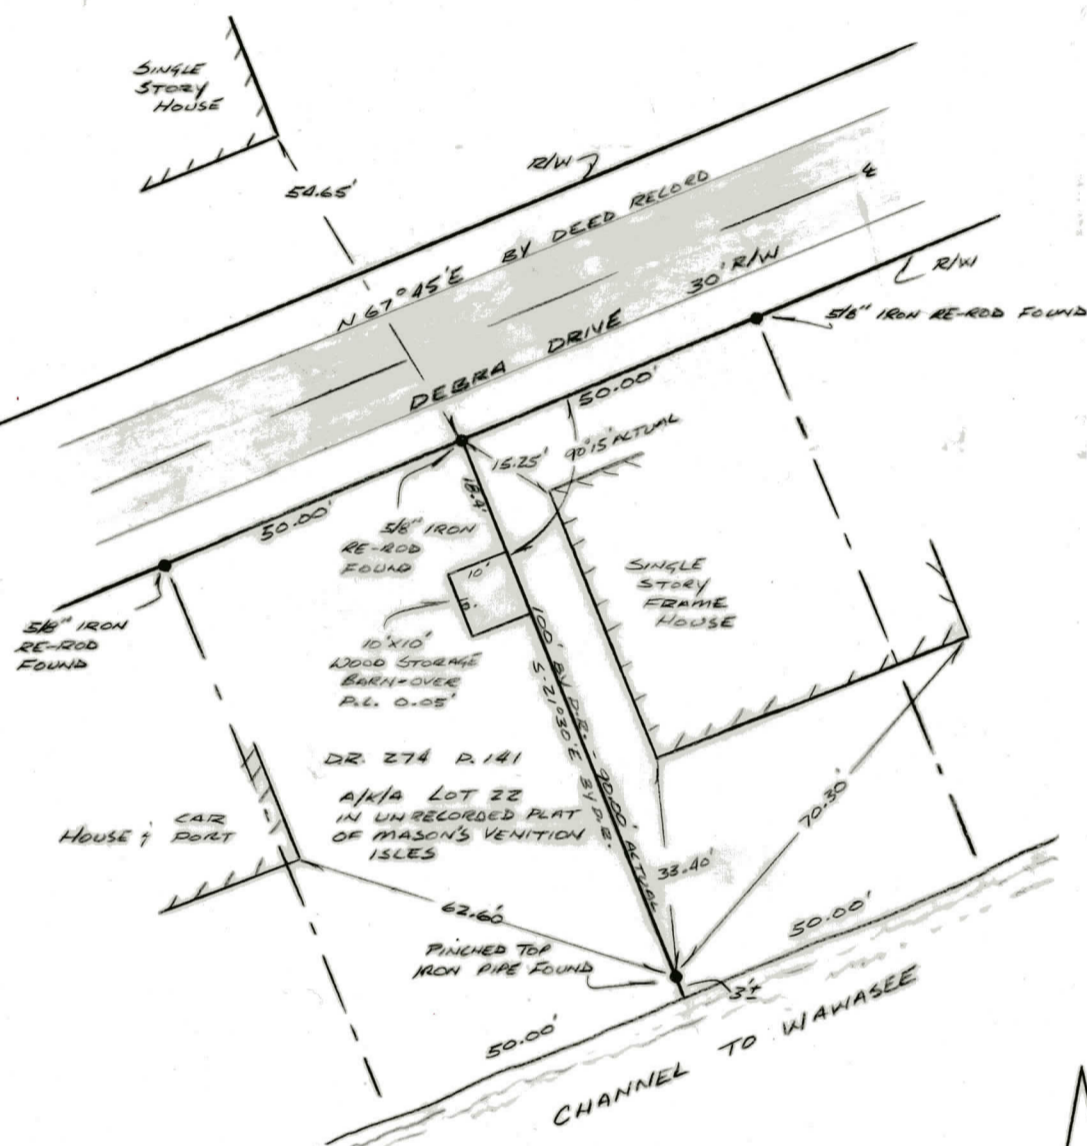 SINGLE
STORY
HOUSE
54.65'
R/W
N 67°45'E BY DEED RECORD
℄
30' R/W
R/W
DEBRA DRIVE
5/8" IRON RE-ROD FOUND
50.00'
15.25'
90°15' ACTUAL
18.4'
50.00'
5/8" IRON
RE-ROD
FOUND
5/8" IRON
RE-ROD
FOUND
10'
10'X10'
WOOD STORAGE
BARN-OVER
P.L. 0.05'
SINGLE
STORY
FRAME
HOUSE
100' BY D.R. - 90.00' ACTUAL
S-21°30'E BY D.R.
D.R. 274 P. 141
A/K/A LOT 22
IN UNRECORDED PLAT
OF MASON'S VENITION
ISLES
HOUSE & CAR
PORT
70.30'
33.40'
62.60'
PINCHED TOP
IRON PIPE FOUND
3'±
50.00'
50.00'
CHANNEL TO WAWASEE